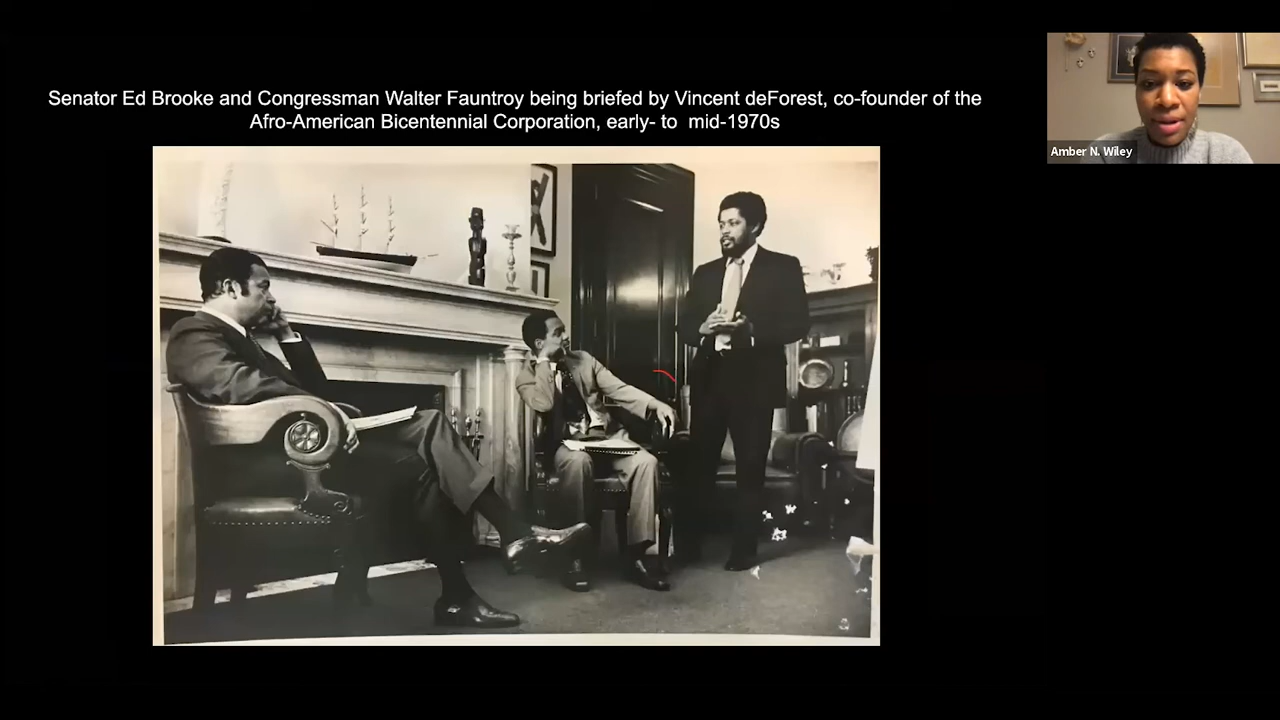 Senator Ed Brooke and Congressman Walter Fauntroy being briefed by Vincent deForest, co-founder of the
Afro-American Bicentennial Corporation, early- to  mid-1970s
Amber N. Wiley